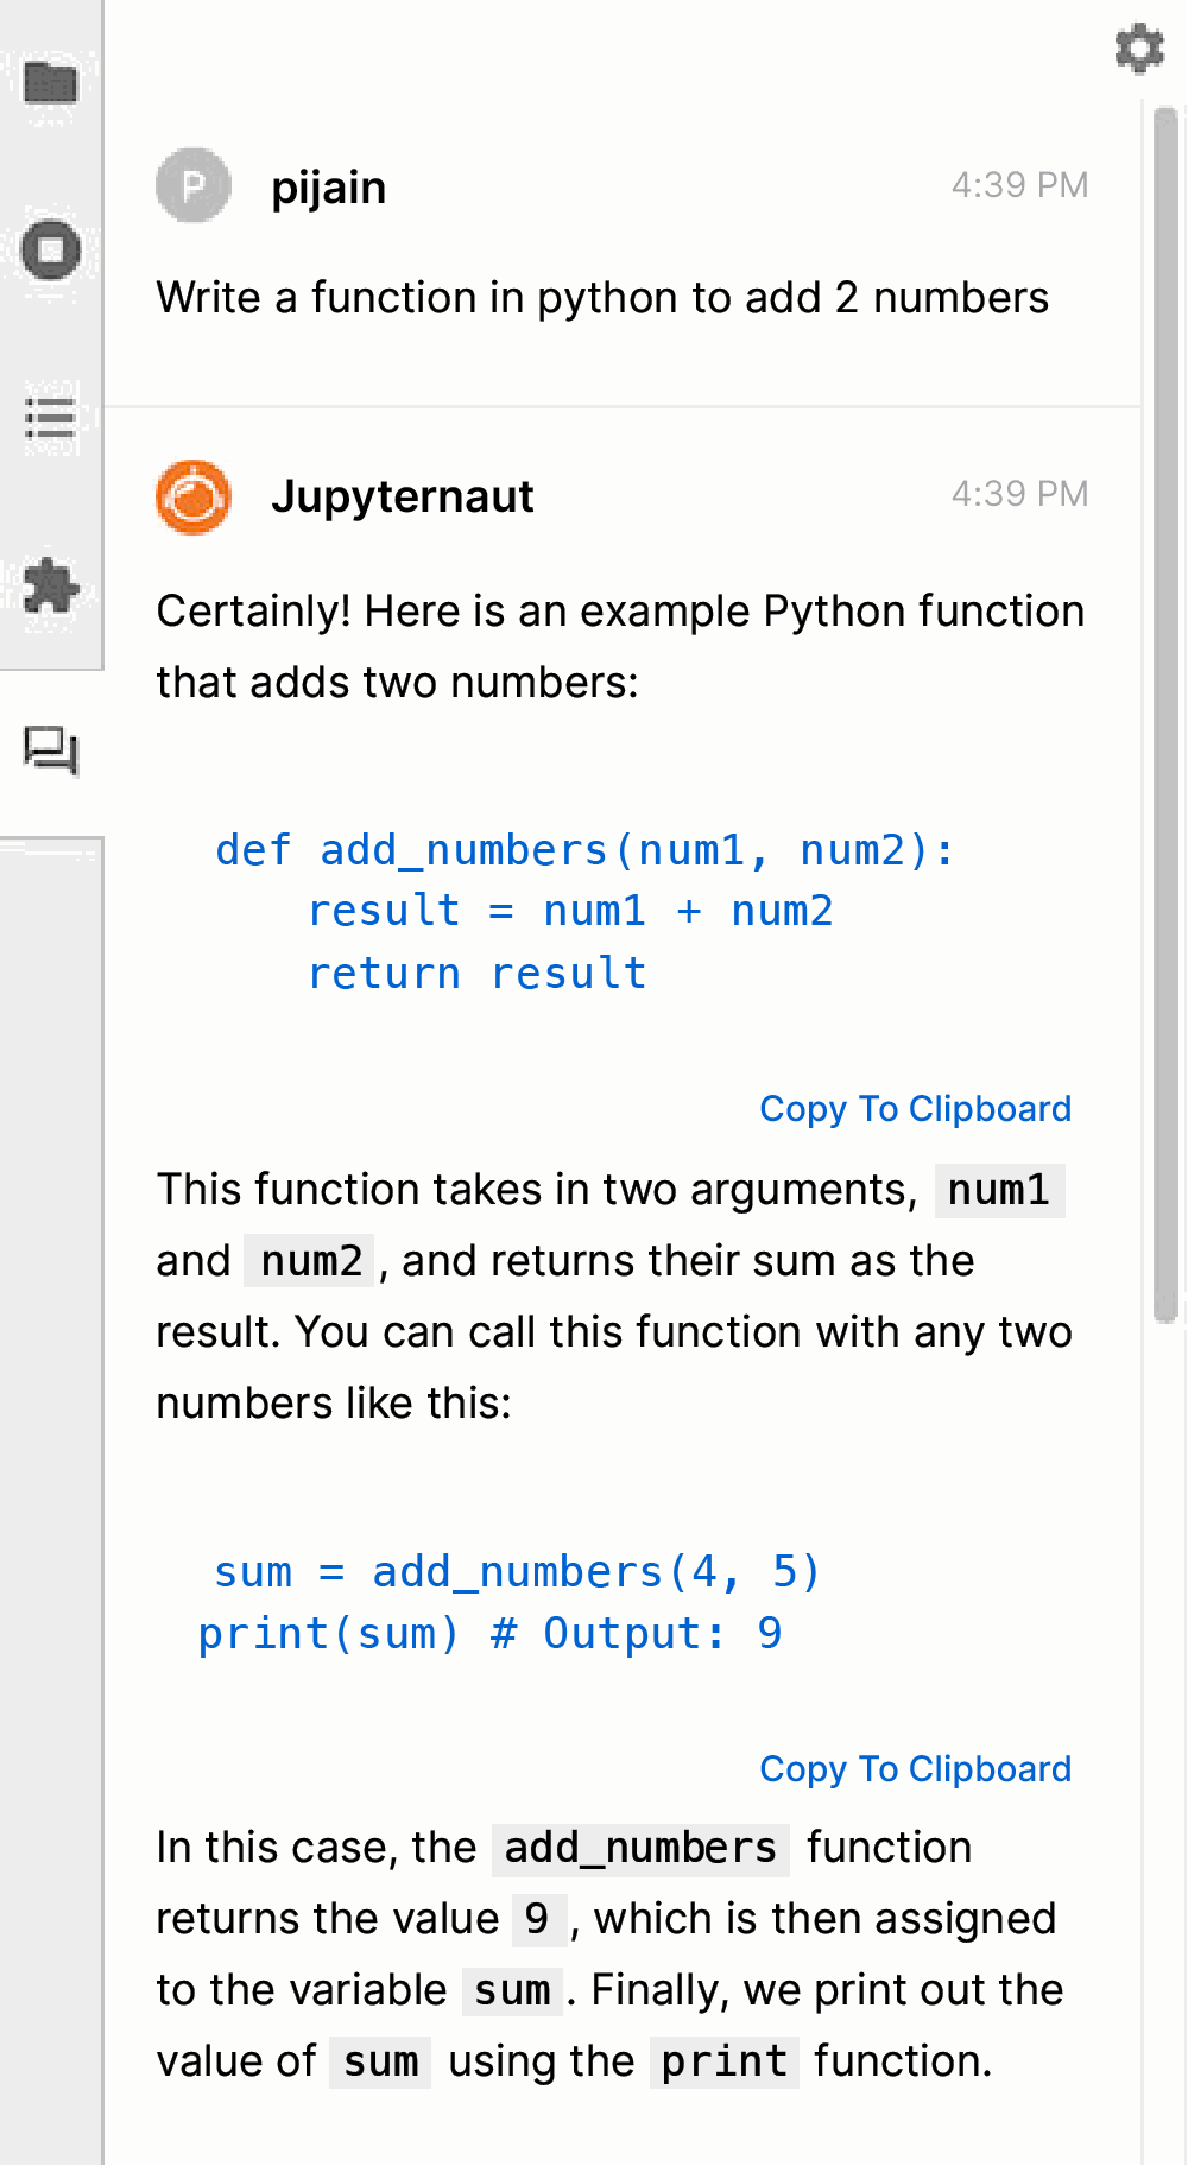 P pijain 4:39 PM
Write a function in python to add 2 numbers
Jupyternaut 4:39 PM
Certainly! Here is an example Python function
that adds two numbers:
def add_numbers(num1, num2):
    result = num1 + num2
    return result
Copy To Clipboard
This function takes in two arguments, num1
and num2, and returns their sum as the
result. You can call this function with any two
numbers like this:
 sum = add_numbers(4, 5)
print(sum) # Output: 9
Copy To Clipboard
In this case, the add_numbers function
returns the value 9, which is then assigned
to the variable sum. Finally, we print out the
value of sum using the print function.